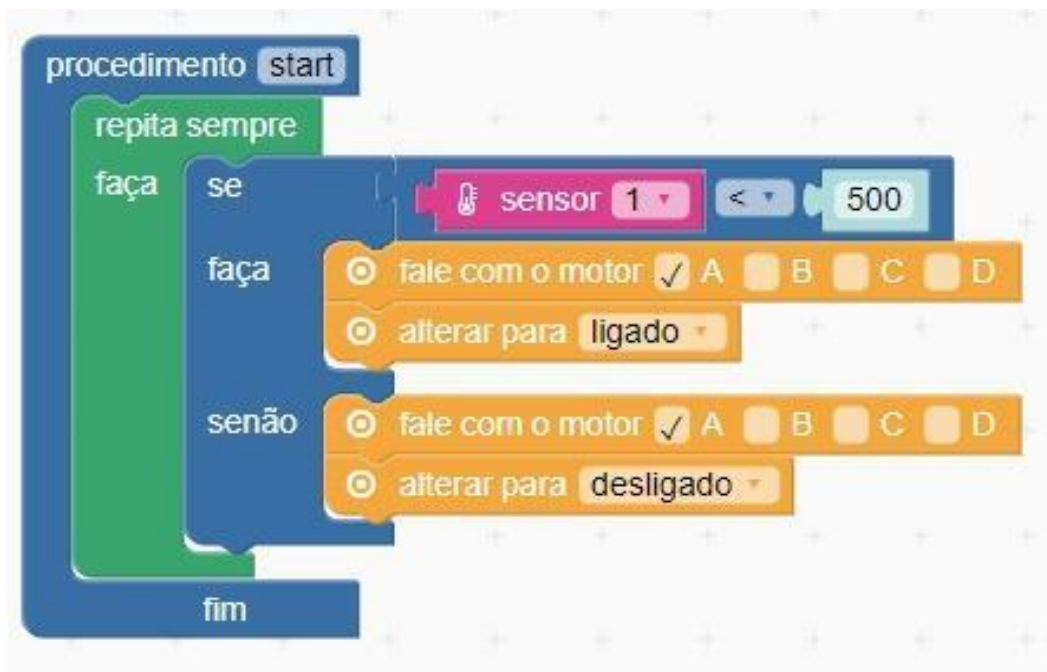 procedimento start
repita sempre
faça se sensor 1 < 500
faça fale com o motor ✓ A B C D
alterar para ligado
senão fale com o motor ✓ A B C D
alterar para desligado
fim